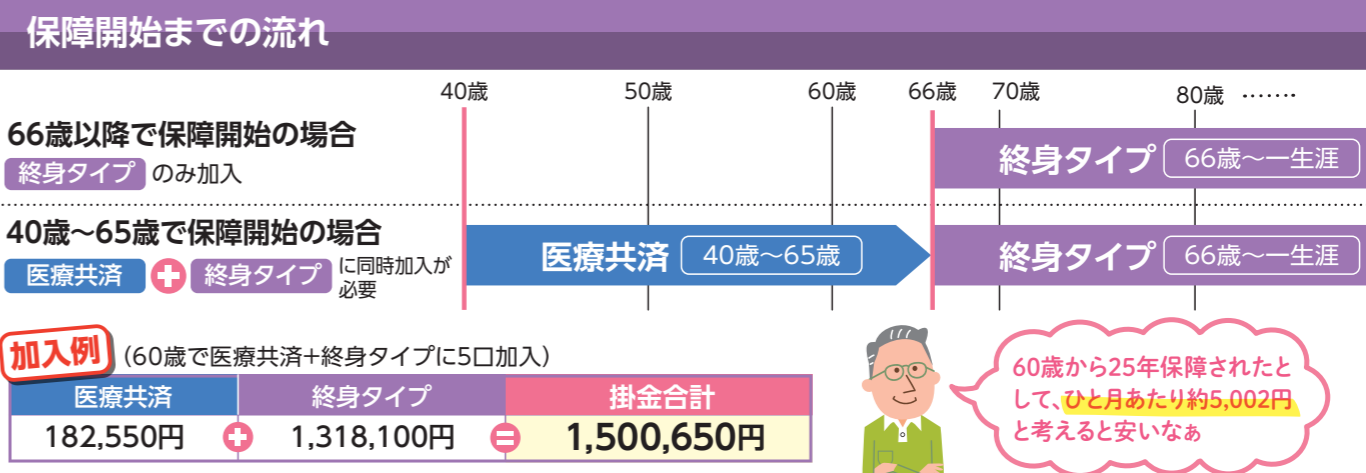 保障開始までの流れ
40歳 50歳 60歳 66歳 70歳 80歳 ……
66歳以降で保障開始の場合
終身タイプ のみ加入
終身タイプ 66歳〜一生涯
40歳〜65歳で保障開始の場合
医療共済 + 終身タイプ に同時加入が
必要
医療共済 40歳〜65歳
終身タイプ 66歳〜一生涯
加入例 (60歳で医療共済+終身タイプに5口加入)
医療共済 終身タイプ 掛金合計
182,550円 + 1,318,100円 = 1,500,650円
60歳から25年保障されたと
して、ひと月あたり約5,002円
と考えると安いなぁ